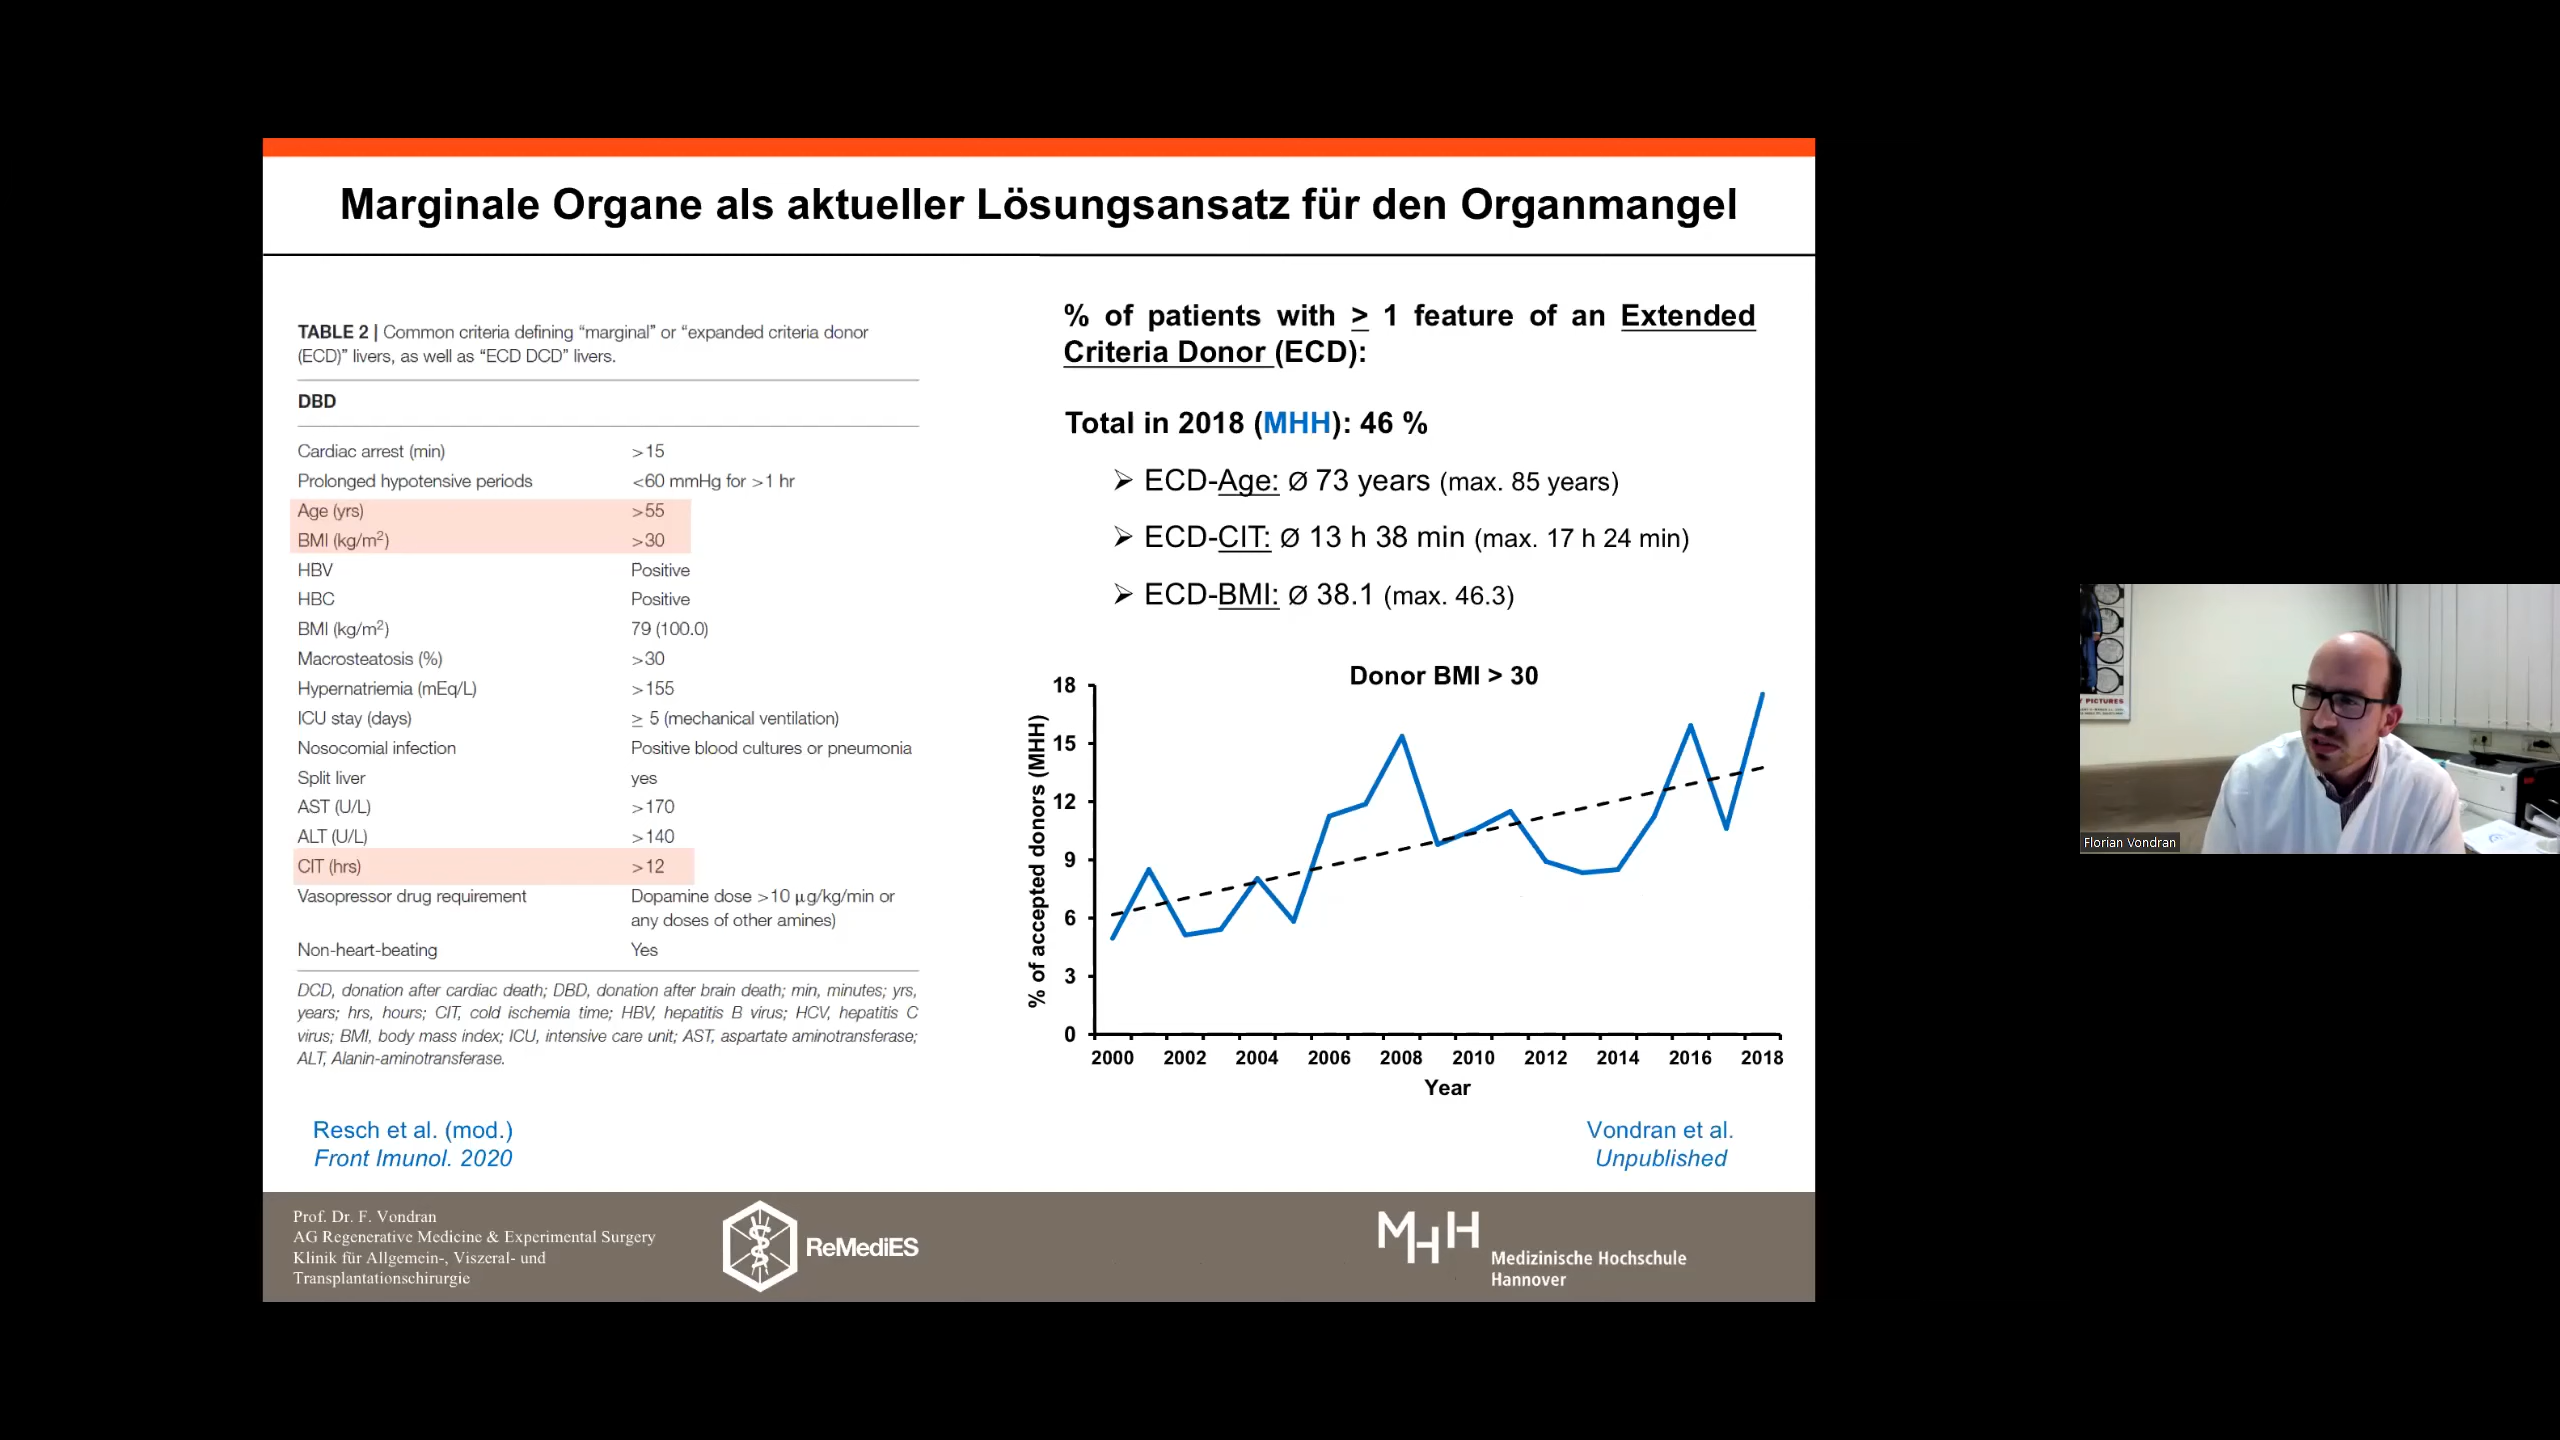 Marginale Organe als aktueller Lösungsansatz für den Organmangel
TABLE 2 | Common criteria defining “marginal” or “expanded criteria donor
(ECD)” livers, as well as “ECD DCD” livers.
DBD
Cardiac arrest (min) >15
Prolonged hypotensive periods <60 mmHg for >1 hr
Age (yrs) >55
BMI (kg/m²) >30
HBV Positive
HBC Positive
BMI (kg/m²) 79 (100.0)
Macrosteatosis (%) >30
Hypernatriemia (mEq/L) >155
ICU stay (days) ≥ 5 (mechanical ventilation)
Nosocomial infection Positive blood cultures or pneumonia
Split liver yes
AST (U/L) >170
ALT (U/L) >140
CIT (hrs) >12
Vasopressor drug requirement Dopamine dose >10 μg/kg/min or
any doses of other amines)
Non-heart-beating Yes
DCD, donation after cardiac death; DBD, donation after brain death; min, minutes; yrs,
years; hrs, hours; CIT, cold ischemia time; HBV, hepatitis B virus; HCV, hepatitis C
virus; BMI, body mass index; ICU, intensive care unit; AST, aspartate aminotransferase;
ALT, Alanin-aminotransferase.
Resch et al. (mod.)
Front Imunol. 2020
% of patients with ≥ 1 feature of an Extended
Criteria Donor (ECD):
Total in 2018 (MHH): 46 %
➢ ECD-Age: Ø 73 years (max. 85 years)
➢ ECD-CIT: Ø 13 h 38 min (max. 17 h 24 min)
➢ ECD-BMI: Ø 38.1 (max. 46.3)
Donor BMI > 30
% of accepted donors (MHH)
18
15
12
9
6
3
0
2000 2002 2004 2006 2008 2010 2012 2014 2016 2018
Year
Vondran et al.
Unpublished
Prof. Dr. F. Vondran
AG Regenerative Medicine & Experimental Surgery
Klinik für Allgemein-, Viszeral- und
Transplantationschirurgie
ReMediES
MHH
Medizinische Hochschule
Hannover
PICTURES
Florian Vondran